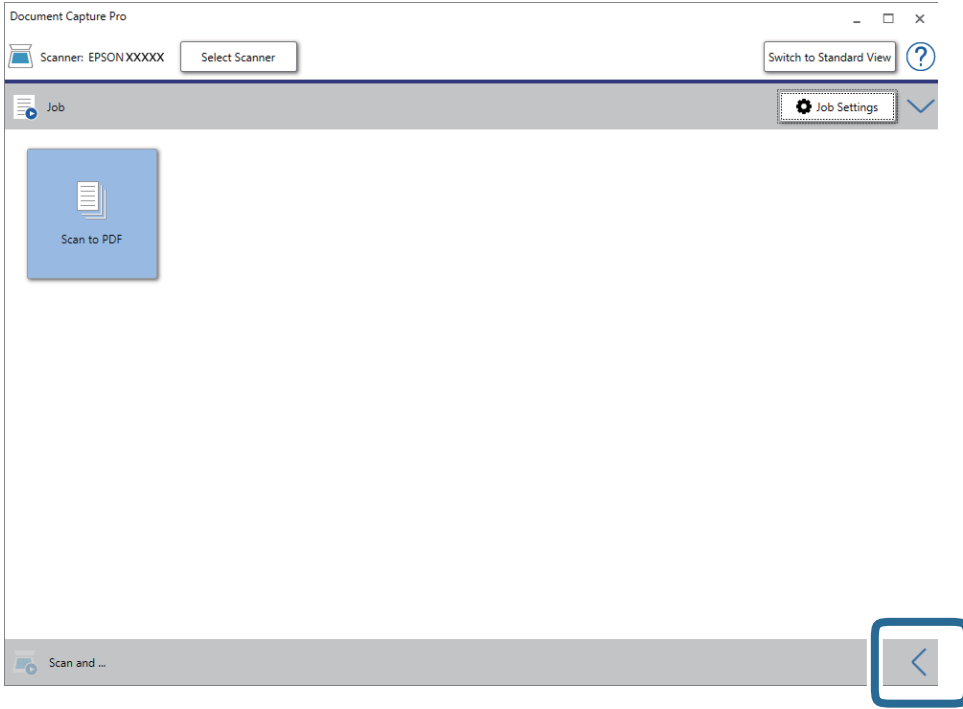 Document Capture Pro
Scanner: EPSON XXXXX
Select Scanner
Switch to Standard View
?
Job
Job Settings
Scan to PDF
Scan and ...